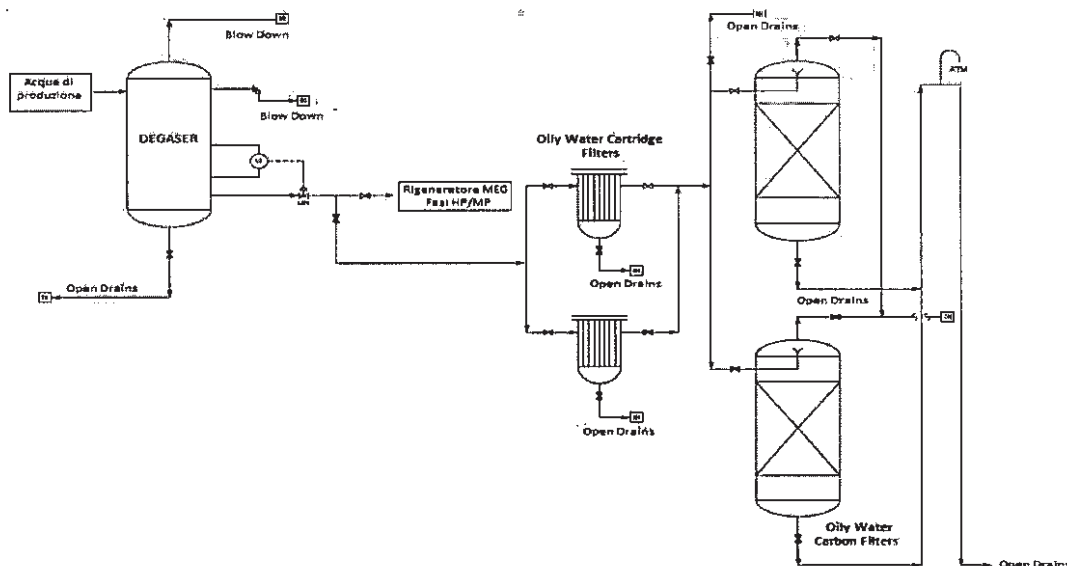 Blow Down
Acqua di
produzione
Blow Down
DEGASER
Open Drains
Rigeneratore MEG
Fasi HP/MP
Oily Water Cartridge
Filters
Open Drains
Open Drains
Open Drains
ATM
Open Drains
Oily Water
Carbon Filters
Open Drains